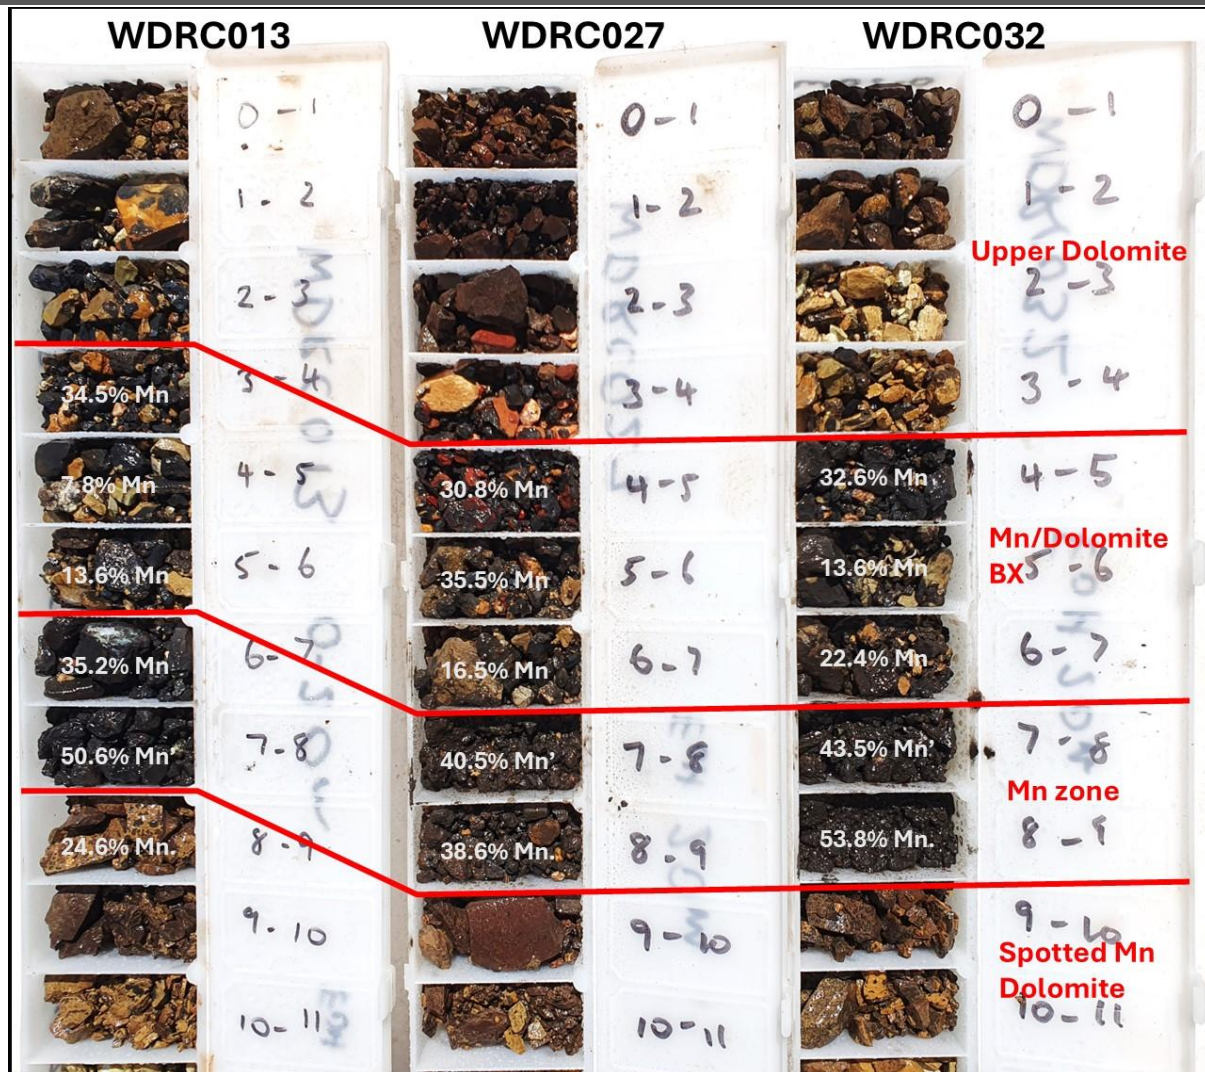 WDRC013 WDRC027 WDRC032
0-1 0-1 0-1
1-2 1-2 1-2
Upper Dolomite
2-3 2-3 2-3
34.5% Mn 3-4 3-4 3-4
7.8% Mn 4-5 30.8% Mn 4-5 32.6% Mn 4-5
Mn/Dolomite
BX
13.6% Mn 5-6 35.5% Mn 5-6 13.6% Mn 5-6
35.2% Mn 6-7 16.5% Mn 6-7 22.4% Mn 6-7
50.6% Mn 7-8 40.5% Mn 7-8 43.5% Mn 7-8
Mn zone
24.6% Mn 8-9 38.6% Mn 8-9 53.8% Mn 8-9
9-10 9-10 9-10
Spotted Mn
Dolomite
10-11 10-11 10-11